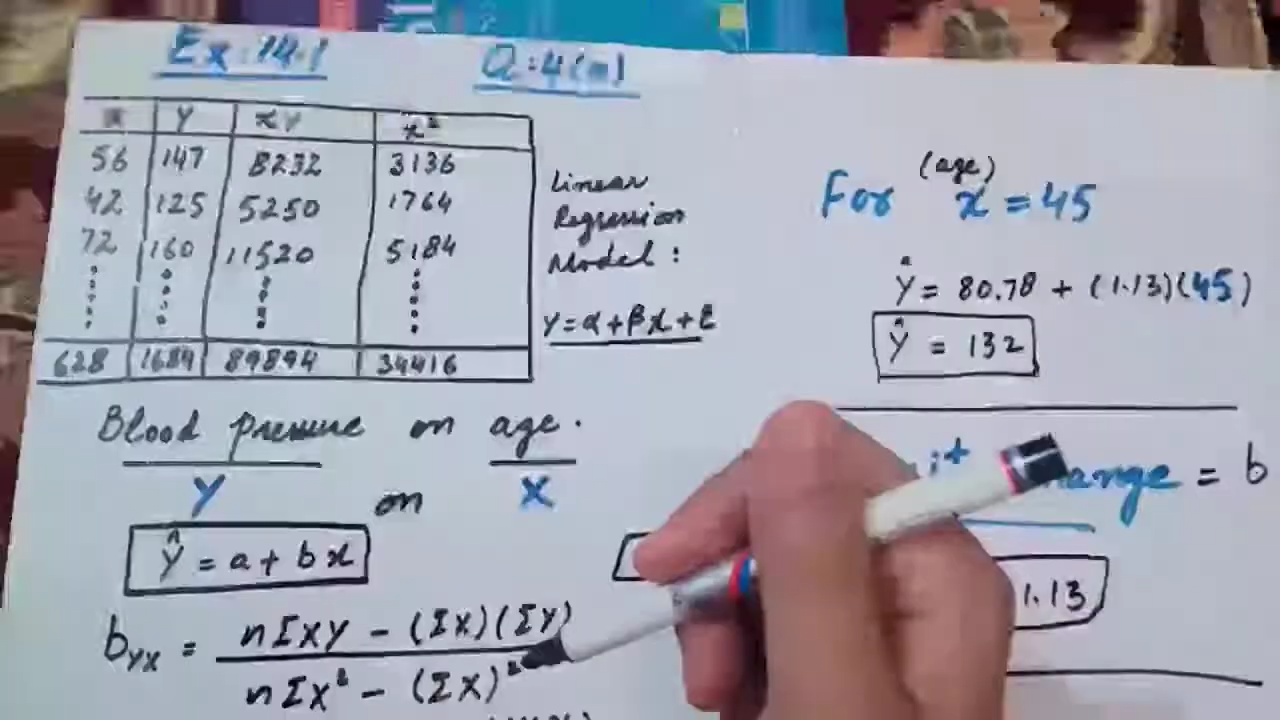 Ex:14.1 Q:4(a)
x Y xy x²
56 147 8232 3136
42 125 5250 1764
72 160 11520 5184
628 1684 89894 34416
Linear
Regression
Model :
Y = α + βx + ε
Blood pressure on age.
Y on X
Ŷ = a + bx
bYX = nΣXY - (ΣX)(ΣY)
nΣX² - (ΣX)²
(age)
For x = 45
Ŷ = 80.78 + (1.13)(45)
Ŷ = 132
= b
1.13